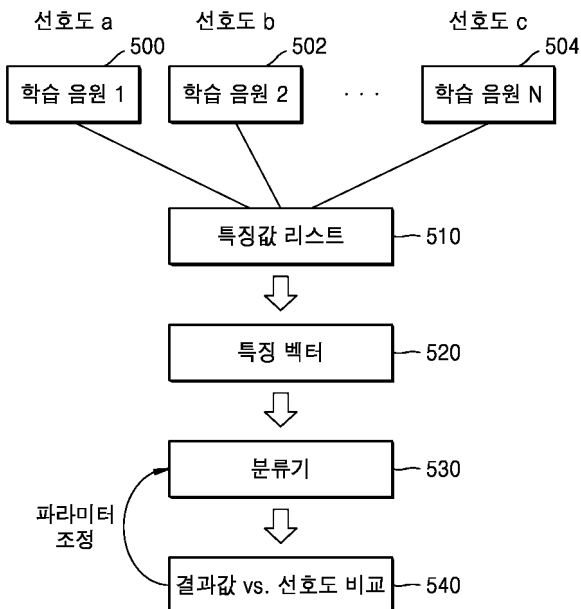 선호도 a
선호도 b
선호도 c
500
502
504
학습 음원 1
학습 음원 2
· · ·
학습 음원 N
특징값 리스트
510
특징 벡터
520
분류기
530
파라미터
조정
결과값 vs. 선호도 비교
540